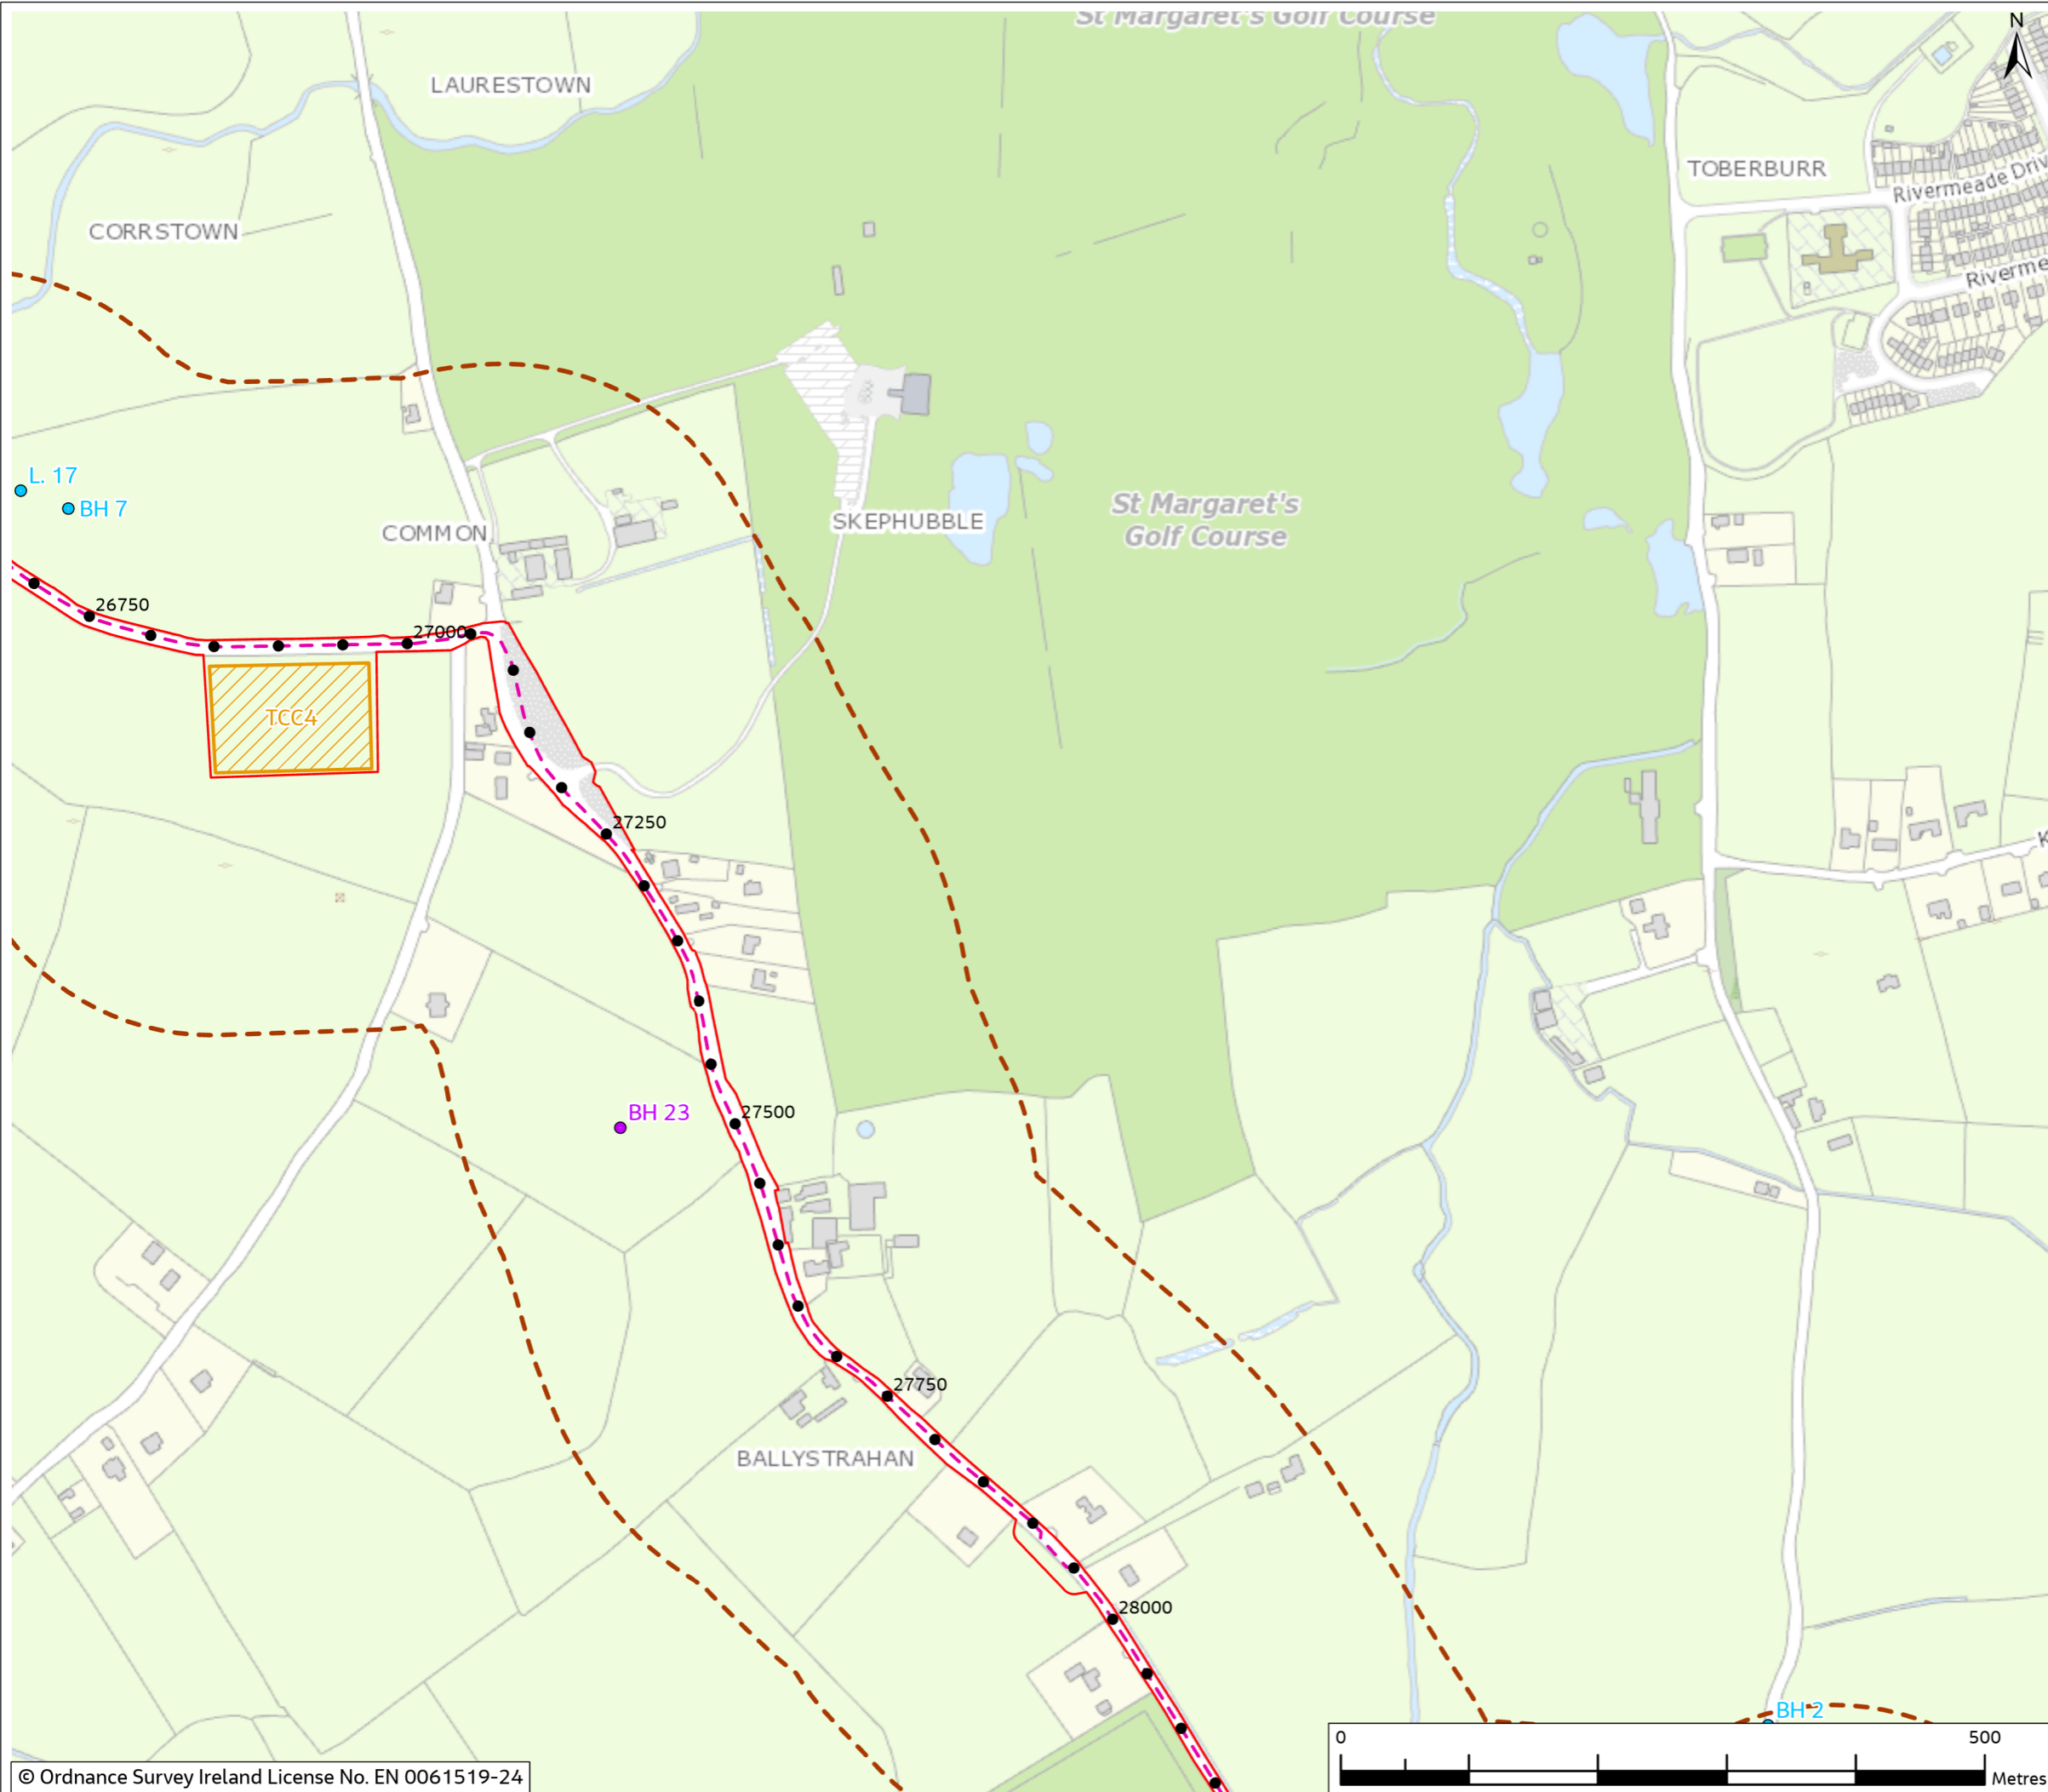 St Margaret's Golf Course
N
LAURESTOWN
TOBERBURR
Rivermeade Driv
CORRSTOWN
Riverme
L. 17
BH 7
St Margaret's
Golf Course
SKEPHUBBLE
COMMON
26750
27000
TCC4
27250
K
BH 23
27500
27750
BALLYSTRAHAN
28000
BH 2
0
500
Metres
© Ordnance Survey Ireland License No. EN 0061519-24